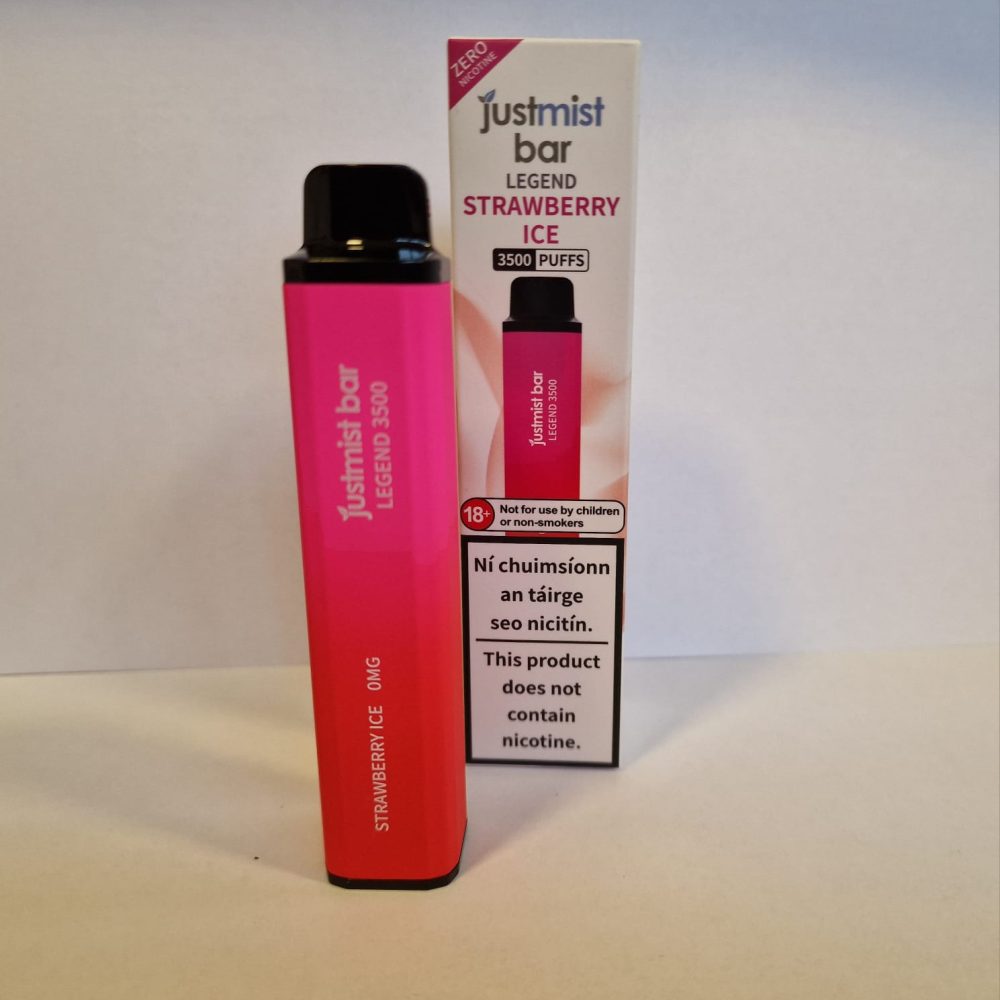 ZERO
NICOTINE
justmist
bar
LEGEND
STRAWBERRY
ICE
3500 PUFFS
justmist bar
LEGEND 3500
18+ Not for use by children
or non-smokers
Ní chuimsíonn
an táirge
seo nicitín.
This product
does not
contain
nicotine.
justmist bar
LEGEND 3500
STRAWBERRY ICE 0MG